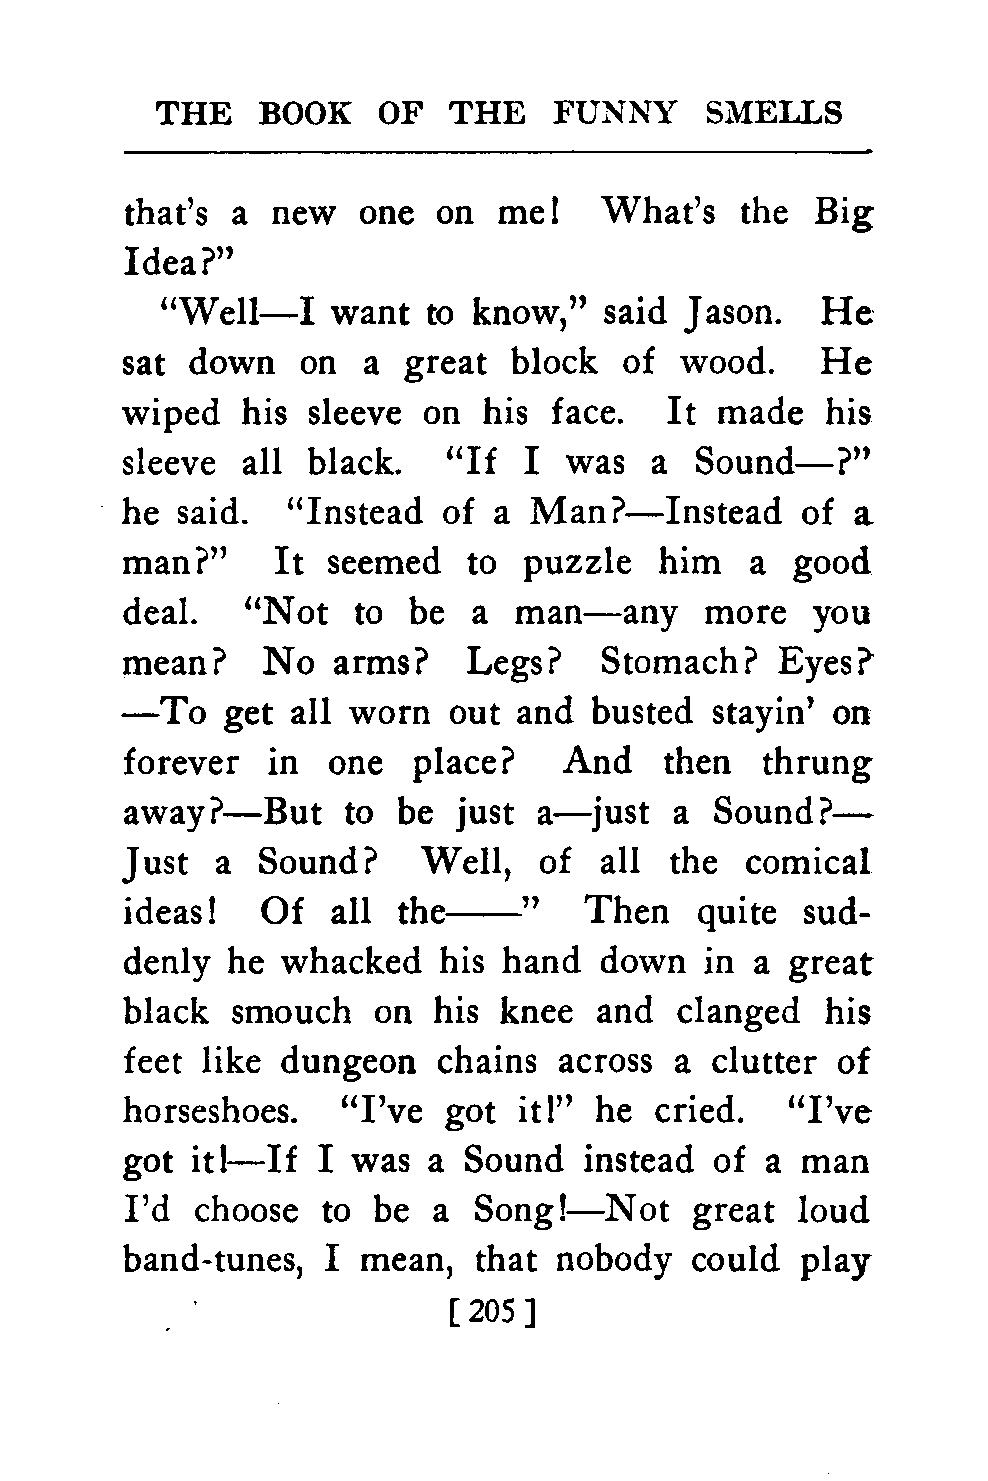 THE BOOK OF THE FUNNY SMELLS
that's a new one on me! What's the Big
Idea?”
“Well—I want to know,” said Jason. He
sat down on a great block of wood. He
wiped his sleeve on his face. It made his
sleeve all black. “If I was a Sound—?”
he said. “Instead of a Man?—Instead of a
man?” It seemed to puzzle him a good
deal. “Not to be a man—any more you
mean? No arms? Legs? Stomach? Eyes?
—To get all worn out and busted stayin’ on
forever in one place? And then thrung
away?—But to be just a—just a Sound?—
Just a Sound? Well, of all the comical
ideas! Of all the——” Then quite sud-
denly he whacked his hand down in a great
black smouch on his knee and clanged his
feet like dungeon chains across a clutter of
horseshoes. “I’ve got it!” he cried. “I’ve
got it!—If I was a Sound instead of a man
I’d choose to be a Song!—Not great loud
band-tunes, I mean, that nobody could play
[ 205 ]